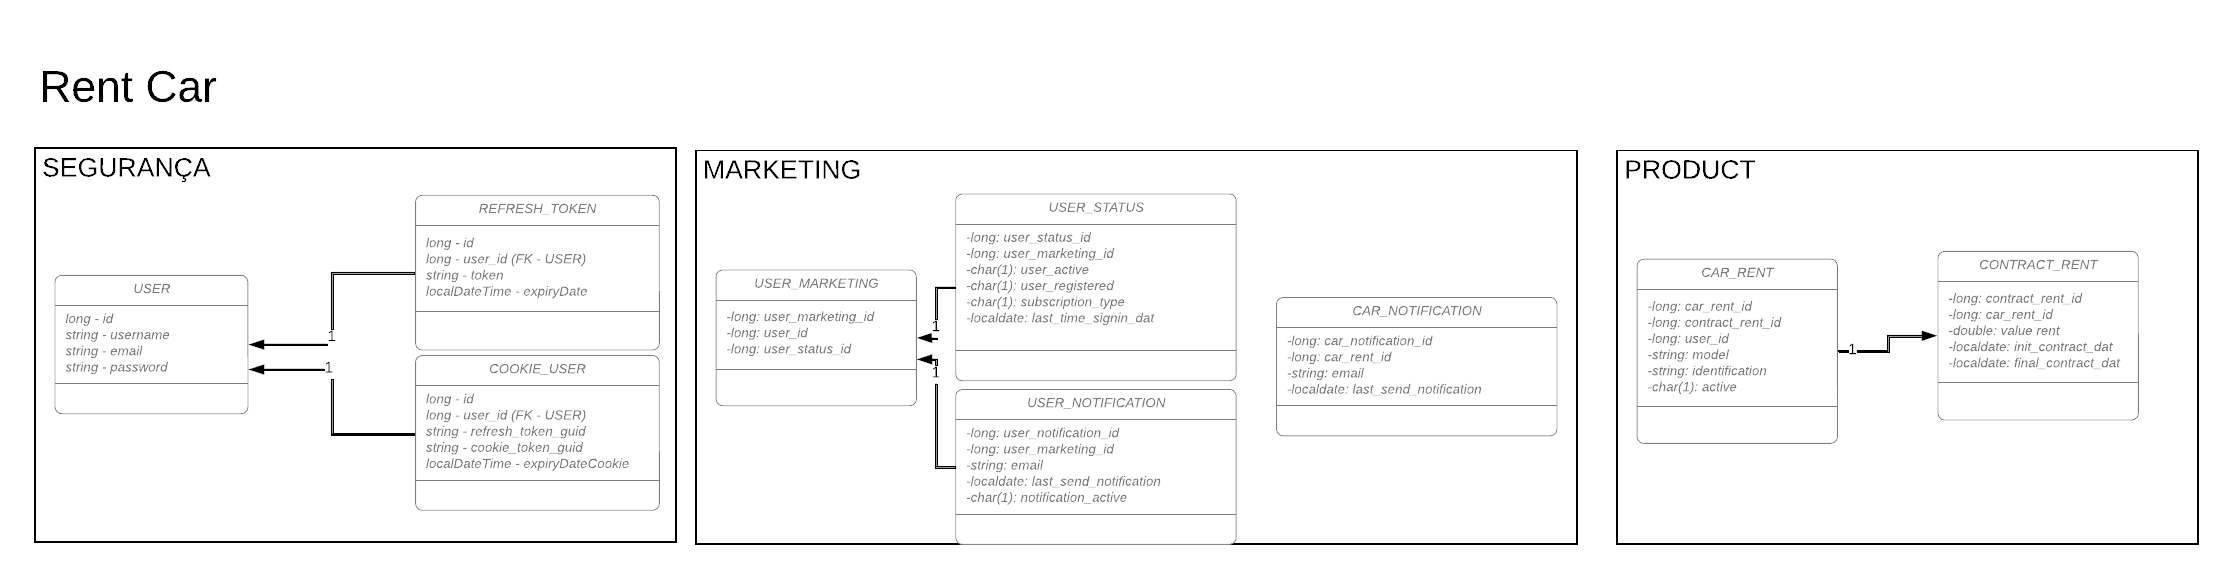 Rent Car
SEGURANÇA
USER
long - id
string - username
string - email
string - password
1
1
REFRESH_TOKEN
long - id
long - user_id (FK - USER)
string - token
localDateTime - expiryDate
COOKIE_USER
long - id
long - user_id (FK - USER)
string - refresh_token_guid
string - cookie_token_guid
localDateTime - expiryDateCookie
MARKETING
USER_MARKETING
-long: user_marketing_id
-long: user_id
-long: user_status_id
1
1
USER_STATUS
-long: user_status_id
-long: user_marketing_id
-char(1): user_active
-char(1): user_registered
-char(1): subscription_type
-localdate: last_time_signin_dat
USER_NOTIFICATION
-long: user_notification_id
-long: user_marketing_id
-string: email
-localdate: last_send_notification
-char(1): notification_active
CAR_NOTIFICATION
-long: car_notification_id
-long: car_rent_id
-string: email
-localdate: last_send_notification
PRODUCT
CAR_RENT
-long: car_rent_id
-long: contract_rent_id
-long: user_id
-string: model
-string: identification
-char(1): active
1
CONTRACT_RENT
-long: contract_rent_id
-long: car_rent_id
-double: value rent
-localdate: init_contract_dat
-localdate: final_contract_dat